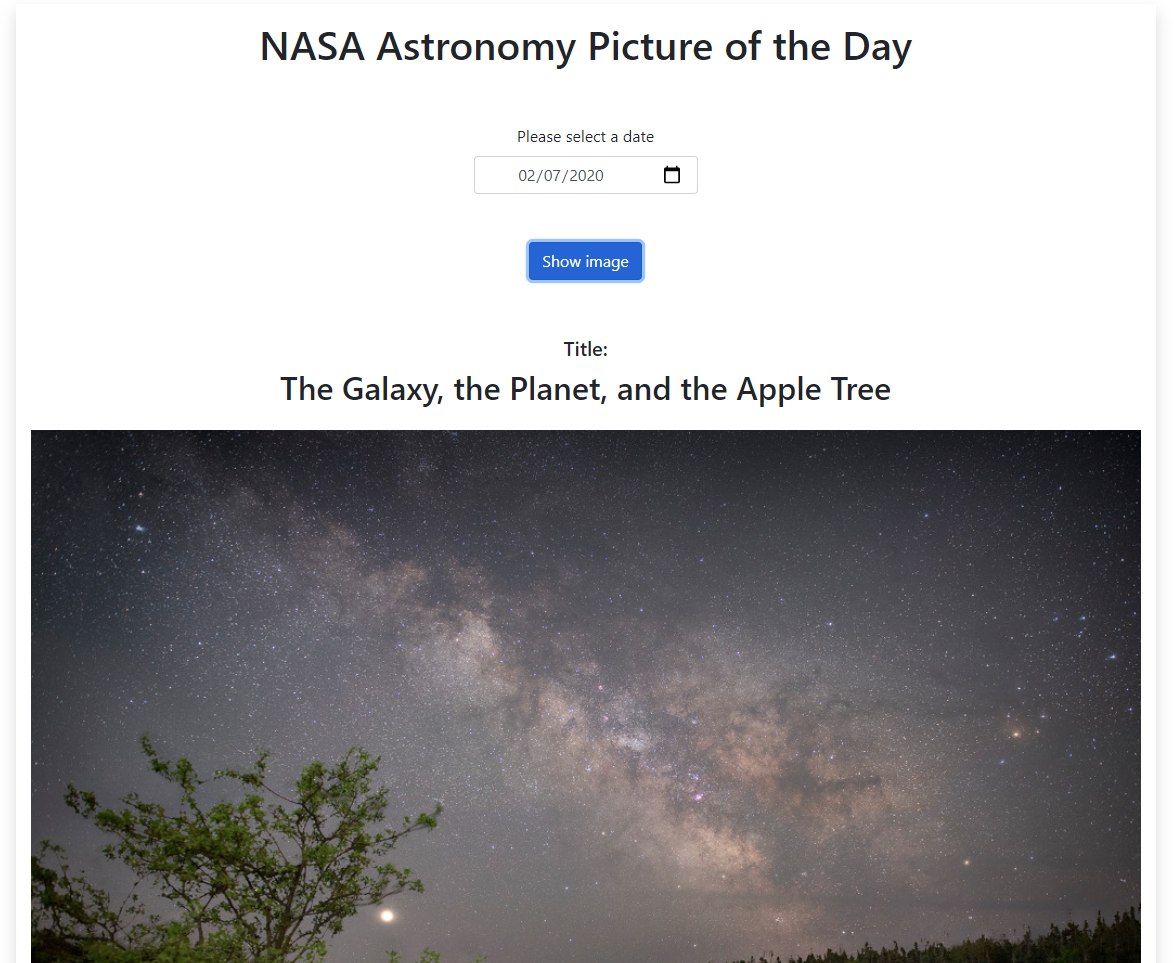 NASA Astronomy Picture of the Day
Please select a date
02/07/2020
Show image
Title:
The Galaxy, the Planet, and the Apple Tree